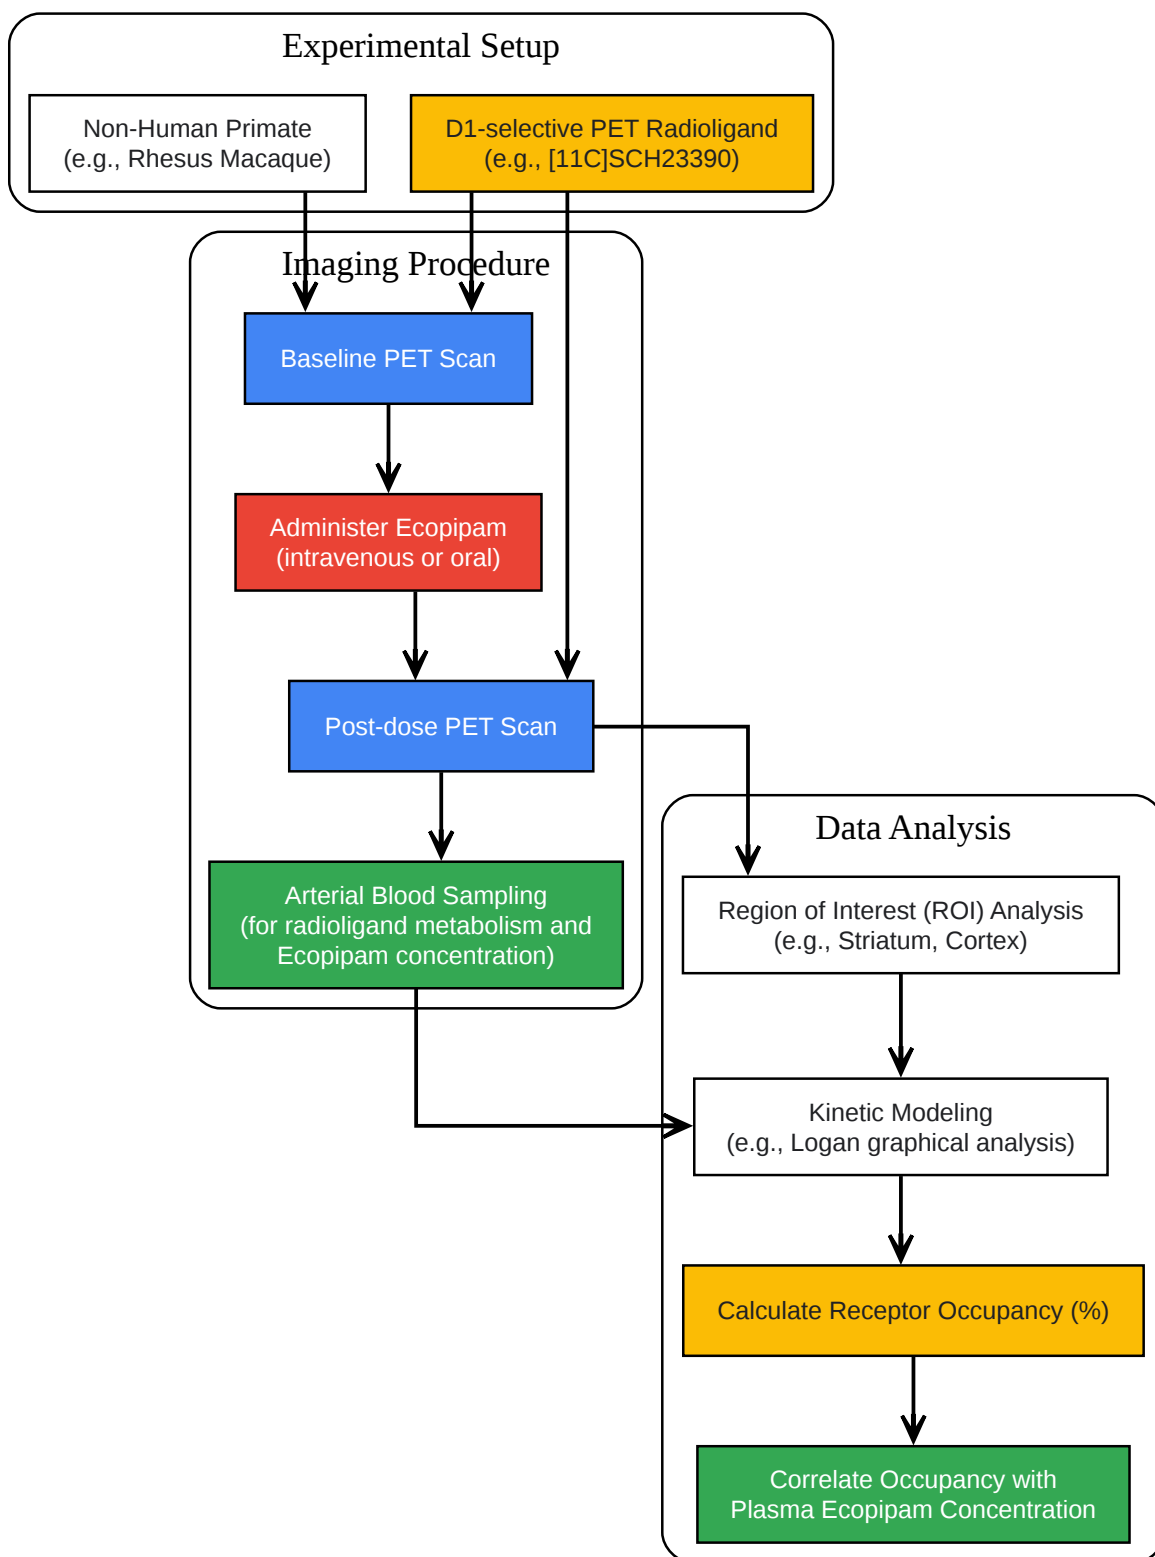 Experimental Setup
Non-Human Primate
(e.g., Rhesus Macaque)
D1-selective PET Radioligand
(e.g., [11C]SCH23390)
Imaging Procedure
Baseline PET Scan
Administer Ecopipam
(intravenous or oral)
Post-dose PET Scan
Arterial Blood Sampling
(for radioligand metabolism and
Ecopipam concentration)
Data Analysis
Region of Interest (ROI) Analysis
(e.g., Striatum, Cortex)
Kinetic Modeling
(e.g., Logan graphical analysis)
Calculate Receptor Occupancy (%)
Correlate Occupancy with
Plasma Ecopipam Concentration